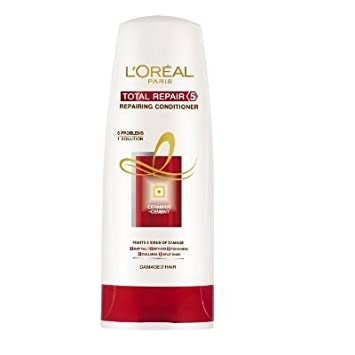 L'ORÉAL
PARIS
TOTAL REPAIR 5
REPAIRING CONDITIONER
5 PROBLEMS
1 SOLUTION
CERAMIDE
-CEMENT
FIGHTS 5 SIGNS OF DAMAGE
DAMAGED HAIR